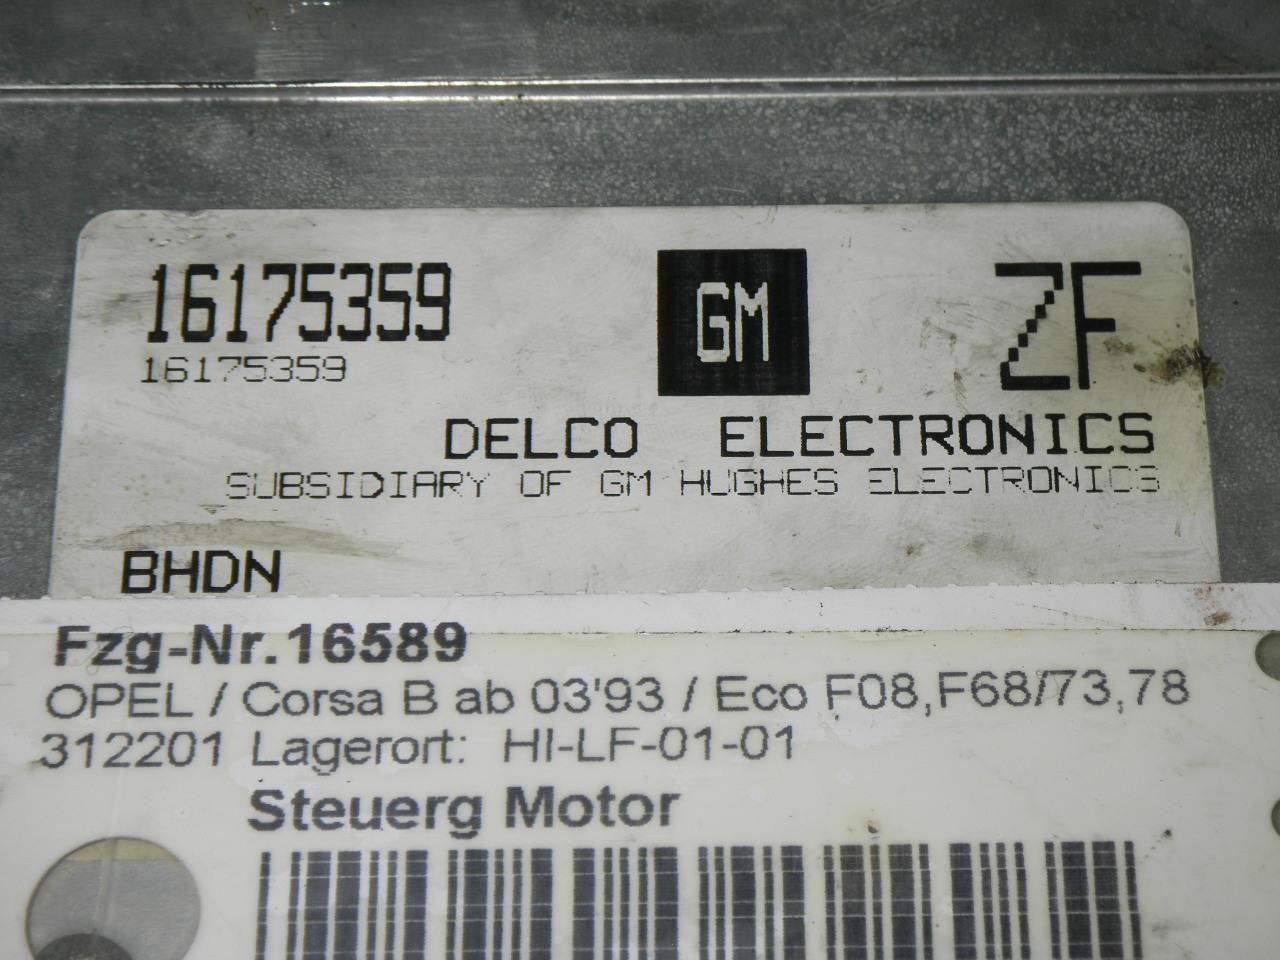 16175359
16175359
GM
ZF
DELCO ELECTRONICS
SUBSIDIARY OF GM HUGHES ELECTRONICS
BHDN
Fzg-Nr.16589
OPEL / Corsa B ab 03'93 / Eco F08,F68/73,78
312201 Lagerort: HI-LF-01-01
Steuerg Motor